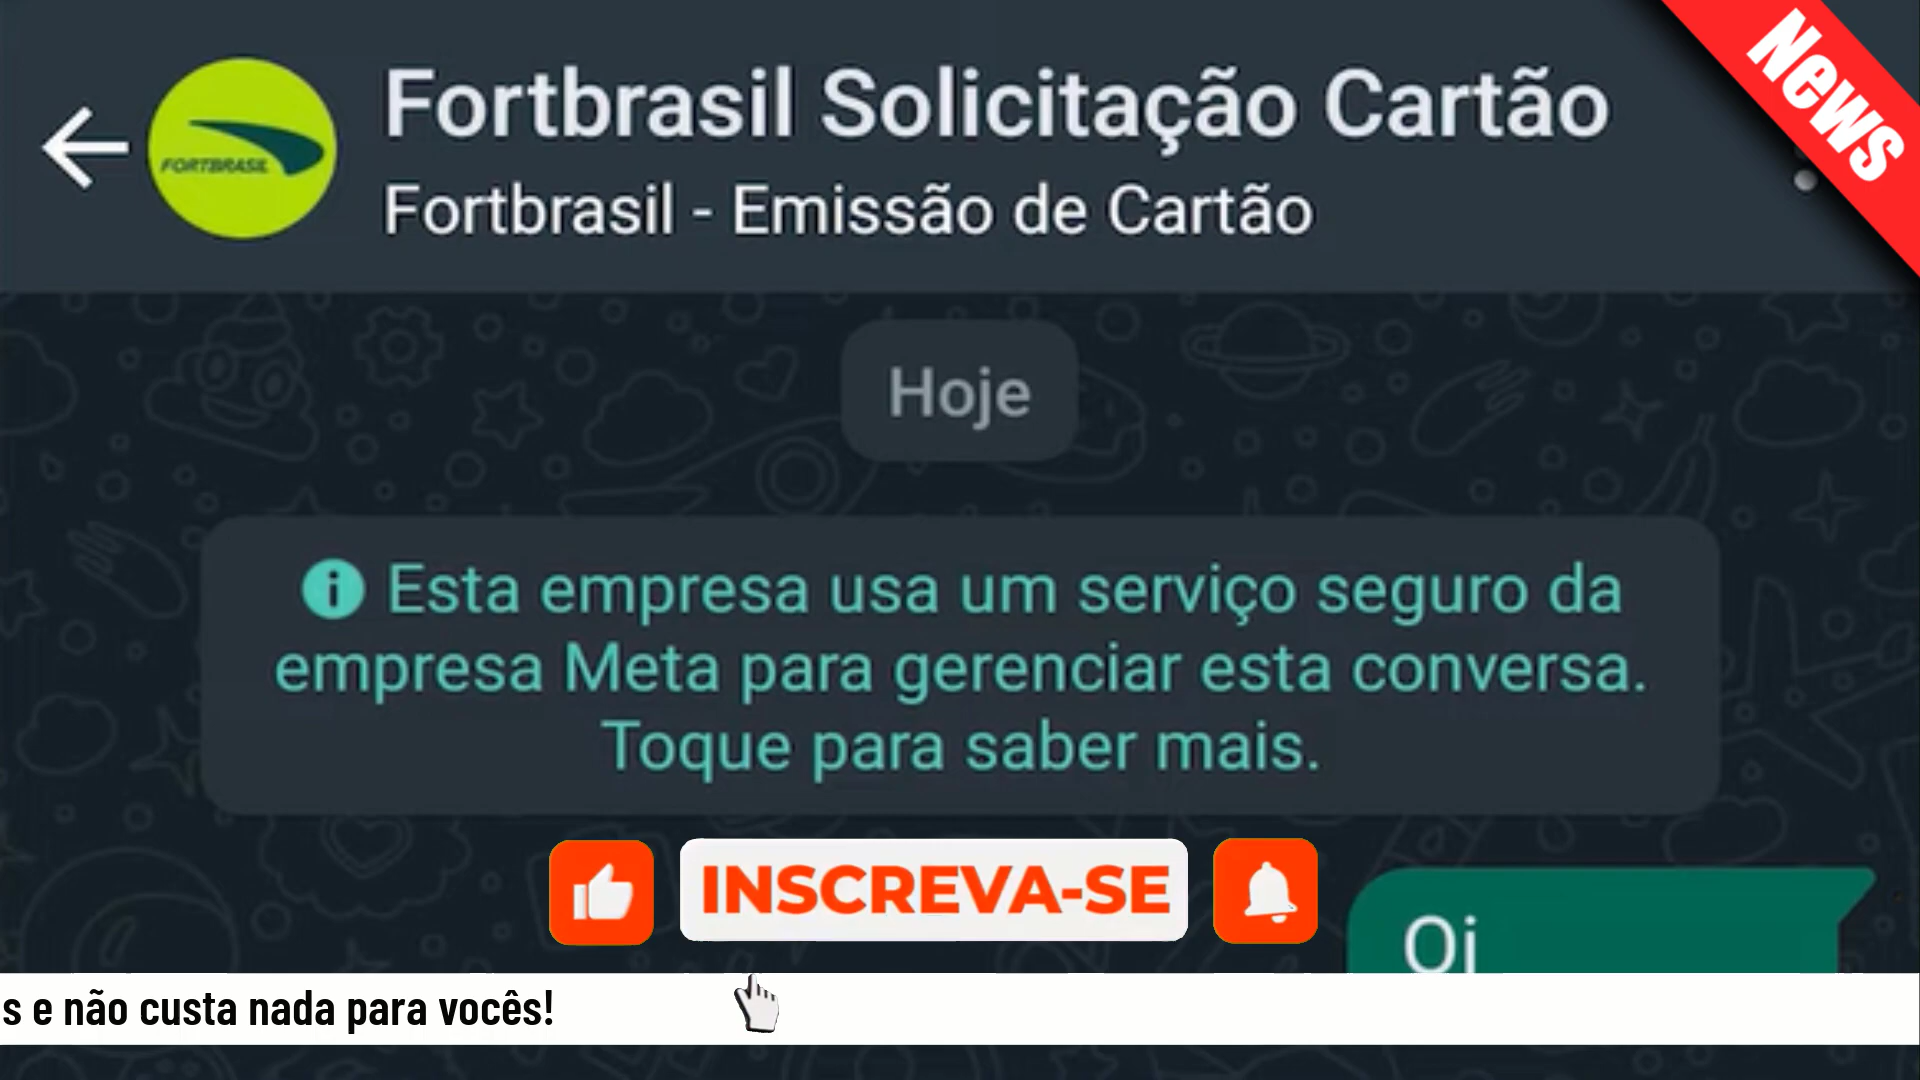 Fortbrasil Solicitação Cartão
News
FORTBRASIL
Fortbrasil - Emissão de Cartão
Hoje
Esta empresa usa um serviço seguro da
empresa Meta para gerenciar esta conversa.
Toque para saber mais.
INSCREVA-SE
Oi
s e não custa nada para vocês!